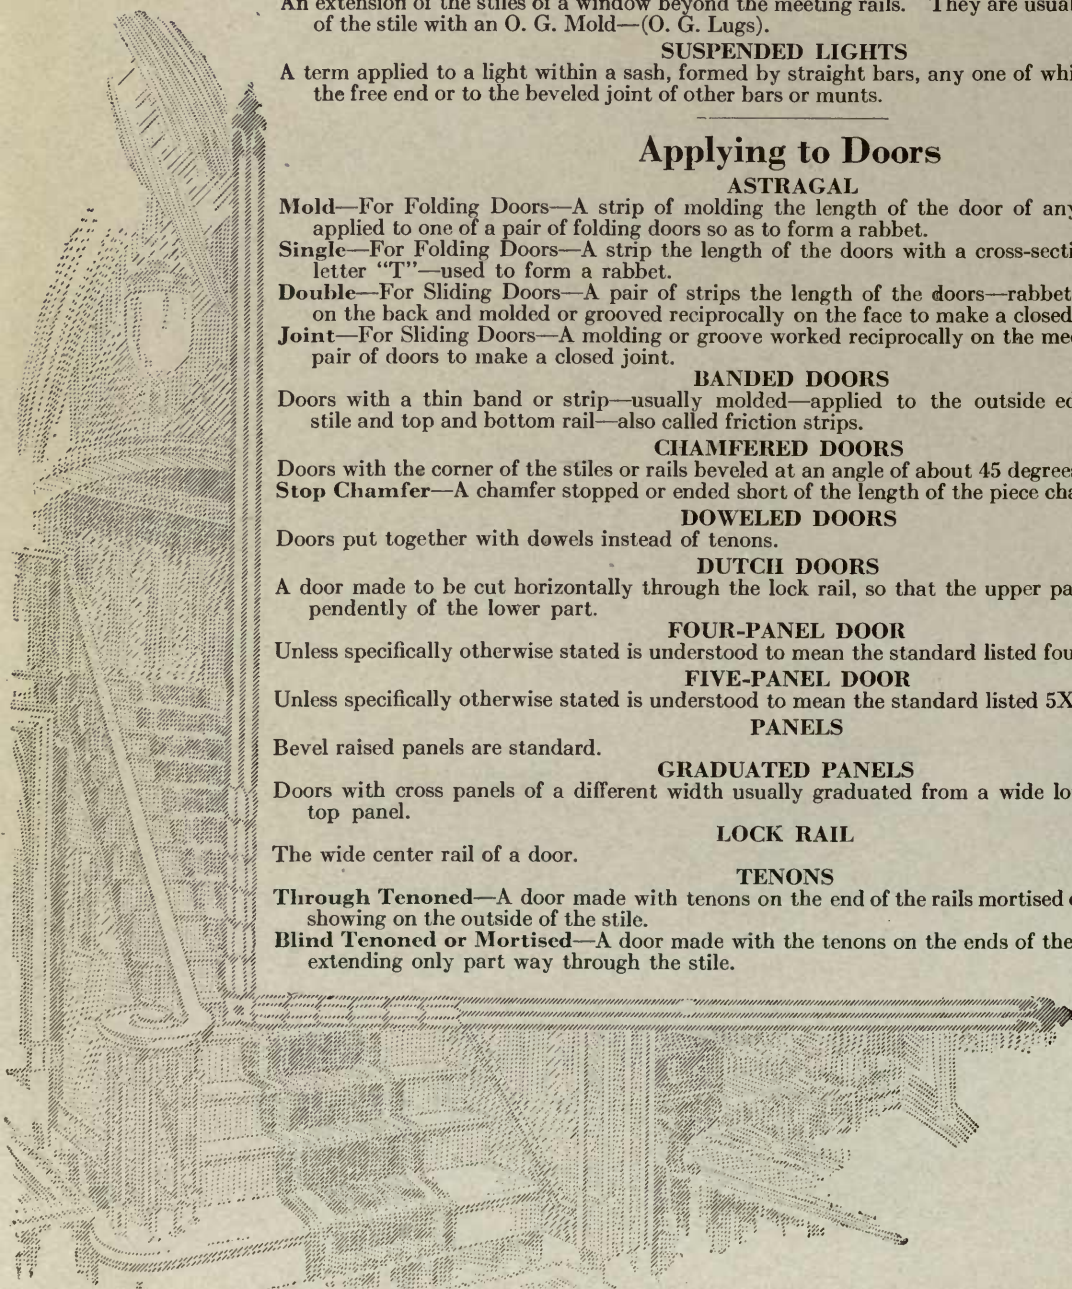 An extension of the stiles of a window beyond the meeting rails. They are usual
of the stile with an O. G. Mold—(O. G. Lugs).
SUSPENDED LIGHTS
A term applied to a light within a sash, formed by straight bars, any one of whi
the free end or to the beveled joint of other bars or munts.
Applying to Doors
ASTRAGAL
Mold—For Folding Doors—A strip of molding the length of the door of any
applied to one of a pair of folding doors so as to form a rabbet.
Single—For Folding Doors—A strip the length of the doors with a cross-secti
letter "T"—used to form a rabbet.
Double—For Sliding Doors—A pair of strips the length of the doors—rabbet
on the back and molded or grooved reciprocally on the face to make a closed
Joint—For Sliding Doors—A molding or groove worked reciprocally on the me
pair of doors to make a closed joint.
BANDED DOORS
Doors with a thin band or strip—usually molded—applied to the outside ed
stile and top and bottom rail—also called friction strips.
CHAMFERED DOORS
Doors with the corner of the stiles or rails beveled at an angle of about 45 degree
Stop Chamfer—A chamfer stopped or ended short of the length of the piece cha
DOWELED DOORS
Doors put together with dowels instead of tenons.
DUTCH DOORS
A door made to be cut horizontally through the lock rail, so that the upper pa
pendently of the lower part.
FOUR-PANEL DOOR
Unless specifically otherwise stated is understood to mean the standard listed fou
FIVE-PANEL DOOR
Unless specifically otherwise stated is understood to mean the standard listed 5X
PANELS
Bevel raised panels are standard.
GRADUATED PANELS
Doors with cross panels of a different width usually graduated from a wide lo
top panel.
LOCK RAIL
The wide center rail of a door.
TENONS
Through Tenoned—A door made with tenons on the end of the rails mortised
showing on the outside of the stile.
Blind Tenoned or Mortised—A door made with the tenons on the ends of the
extending only part way through the stile.